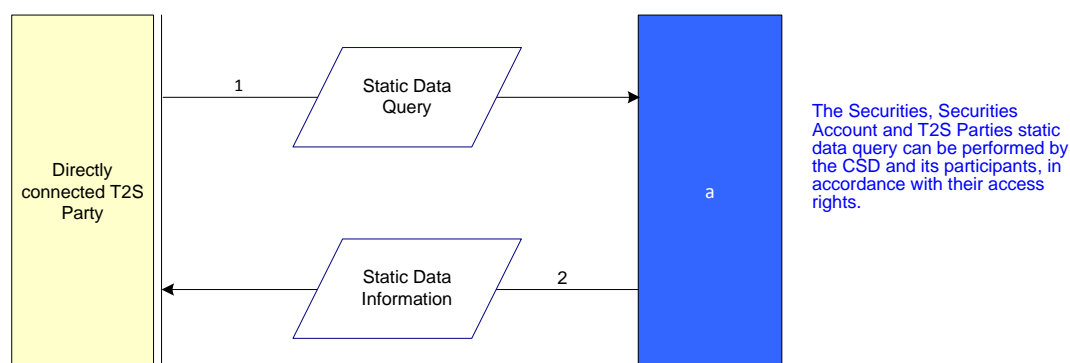 1
Static Data
Query
The Securities, Securities
Account and T2S Parties static
data query can be performed by
the CSD and its participants, in
accordance with their access
rights.
Directly
connected T2S
Party
a
Static Data
Information
2